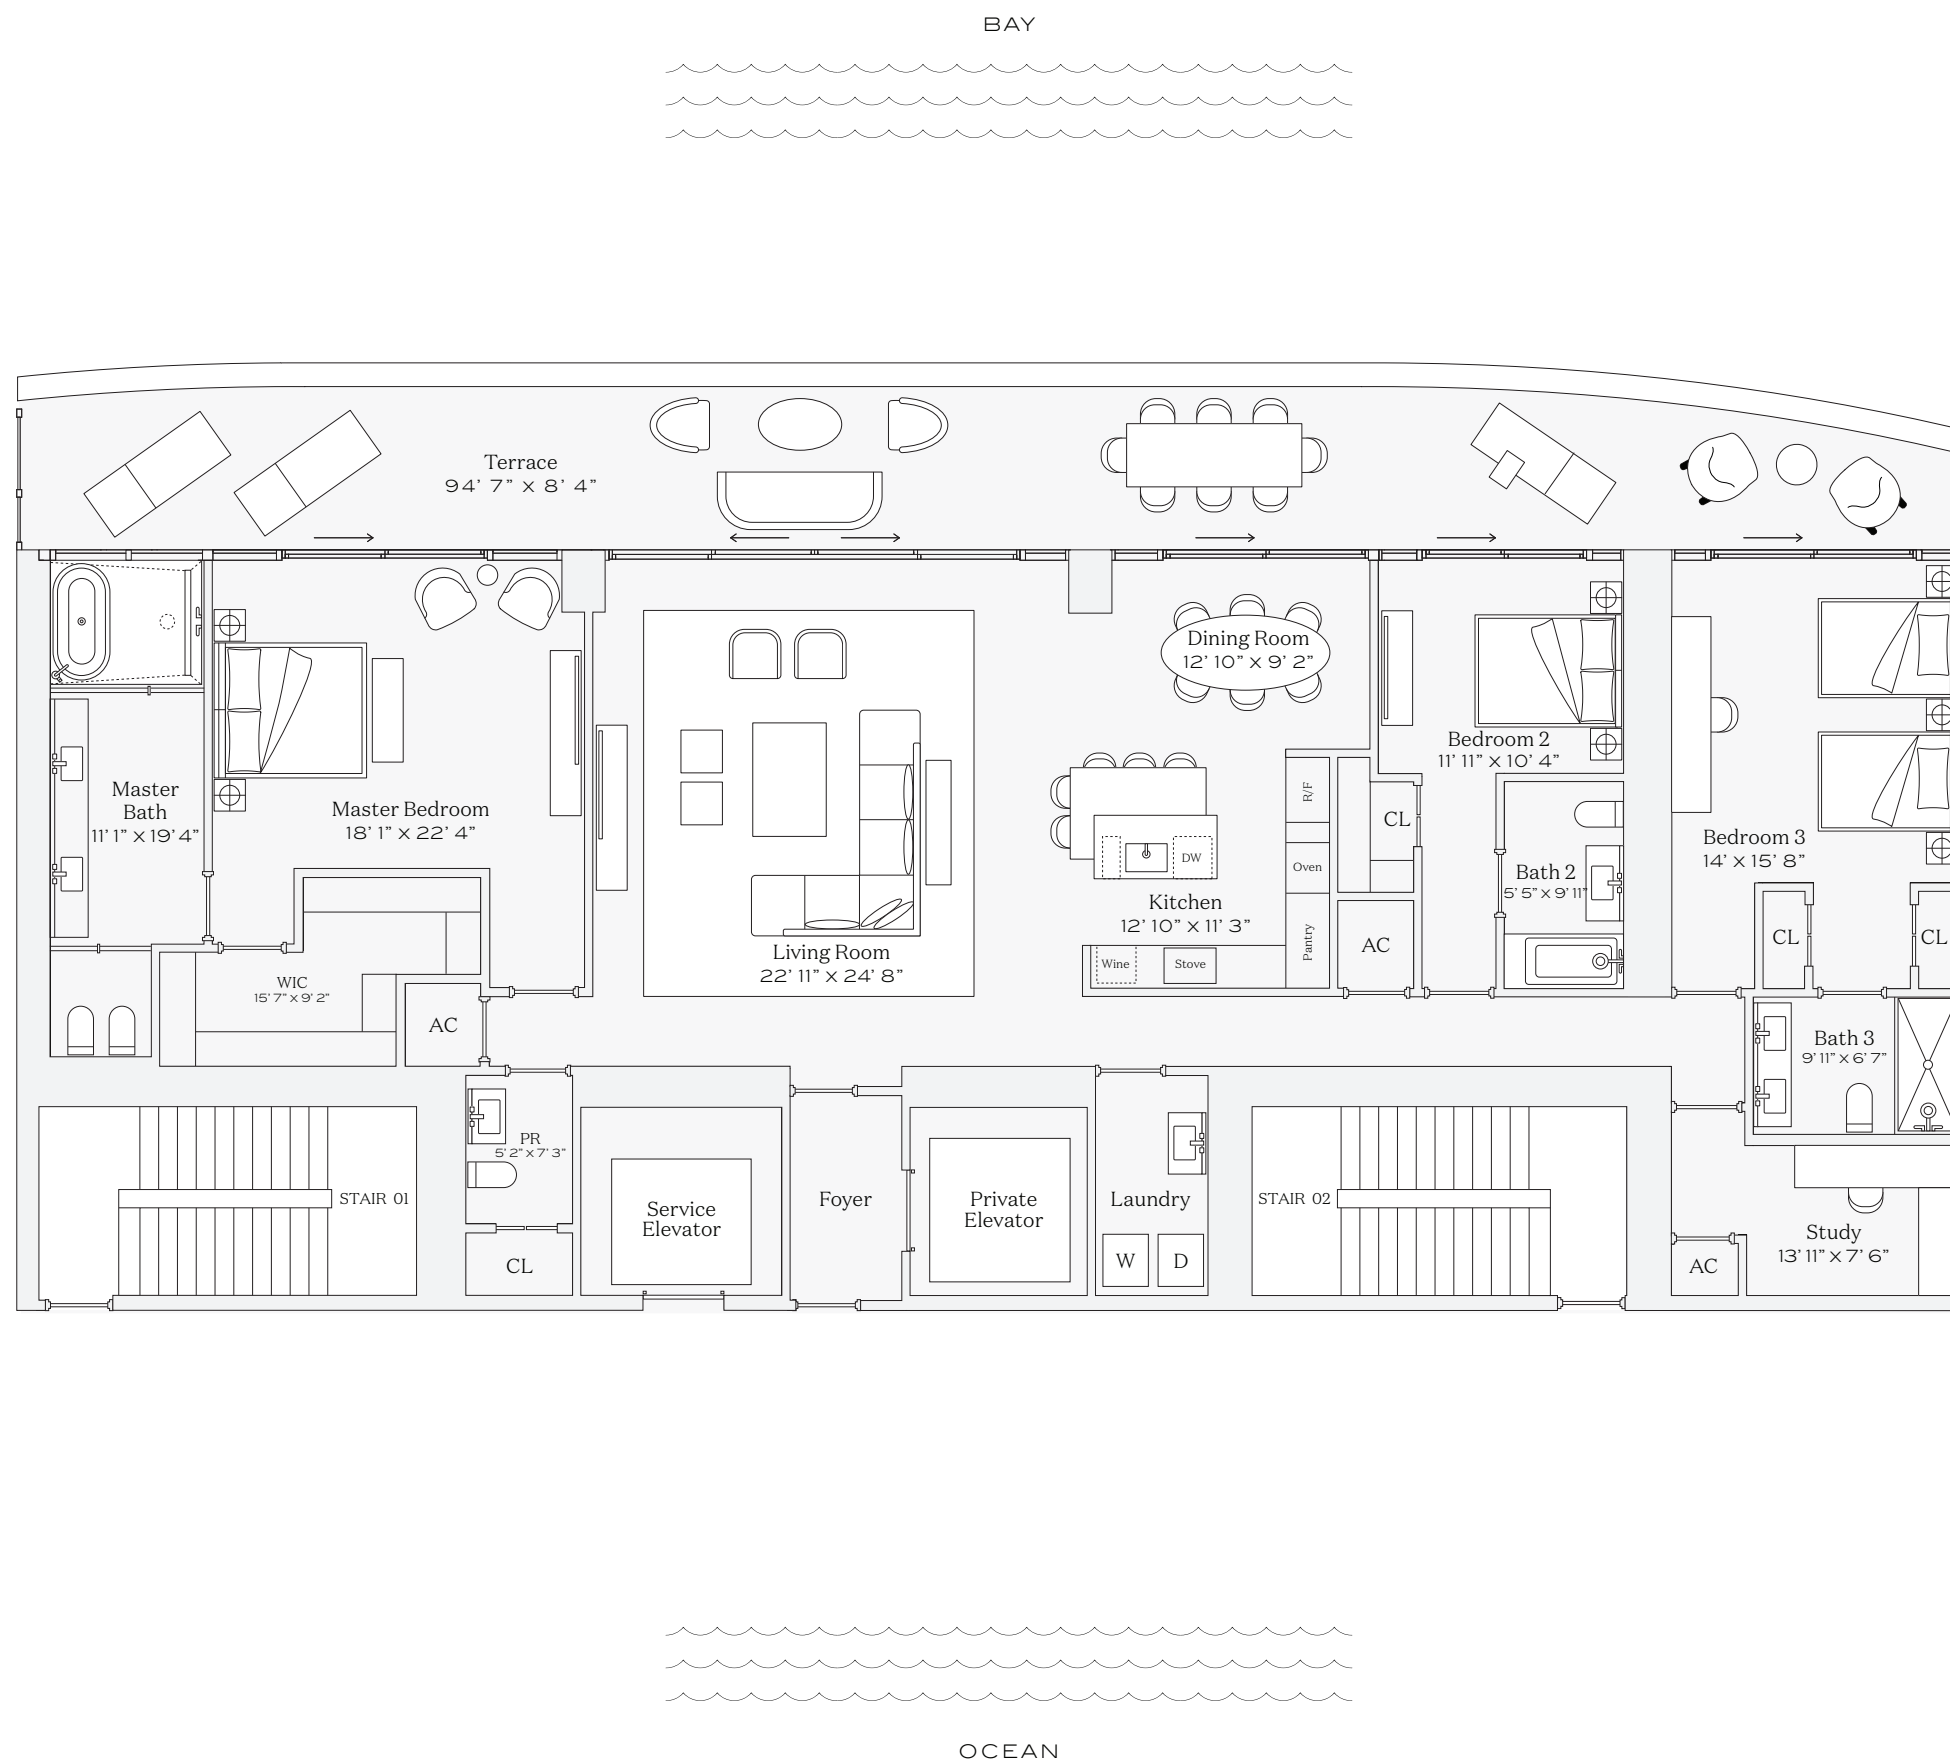 BAY
Terrace
94' 7" X 8' 4"
Dining Room
12' 10" X 9' 2"
Bedroom 2
11' 11" X 10' 4"
Master
Bath
11' 1" X 19' 4"
Master Bedroom
18' 1" X 22' 4"
R/F
CL
Bedroom 3
14' X 15' 8"
DW
Oven
Bath 2
5' 5" X 9' 11"
Kitchen
12' 10" X 11' 3"
Pantry
Living Room
22' 11" X 24' 8"
Wine
Stove
AC
CL
CL
WIC
15' 7" X 9' 2"
AC
Bath 3
9' 11" X 6' 7"
PR
5' 2" X 7' 3"
STAIR 01
Service
Elevator
Foyer
Private
Elevator
Laundry
STAIR 02
W
D
CL
Study
13' 11" X 7' 6"
AC
OCEAN